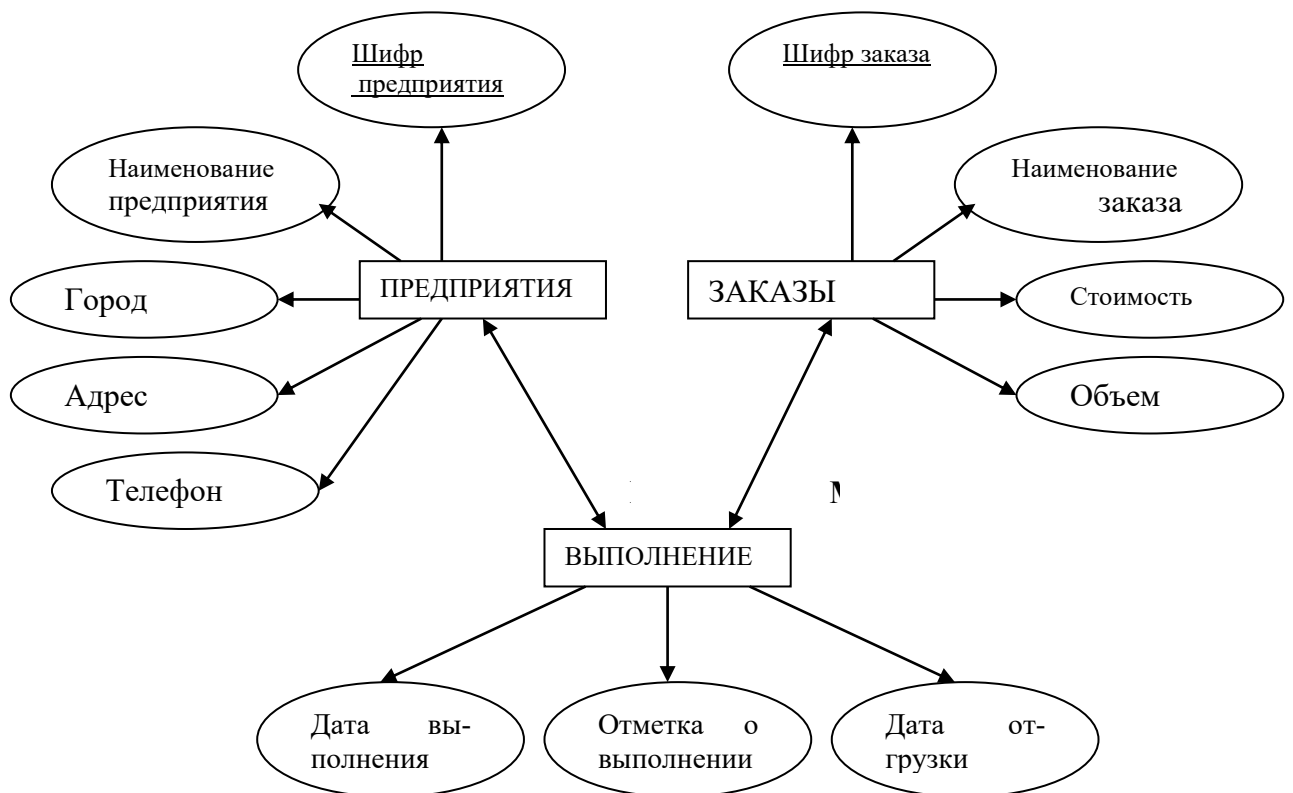 Шифр
предприятия
Шифр заказа
Наименование
предприятия
Наименование
заказа
ПРЕДПРИЯТИЯ
ЗАКАЗЫ
Город
Стоимость
Адрес
Объем
Телефон
ВЫПОЛНЕНИЕ
Дата вы-
полнения
Отметка о
выполнении
Дата от-
грузки